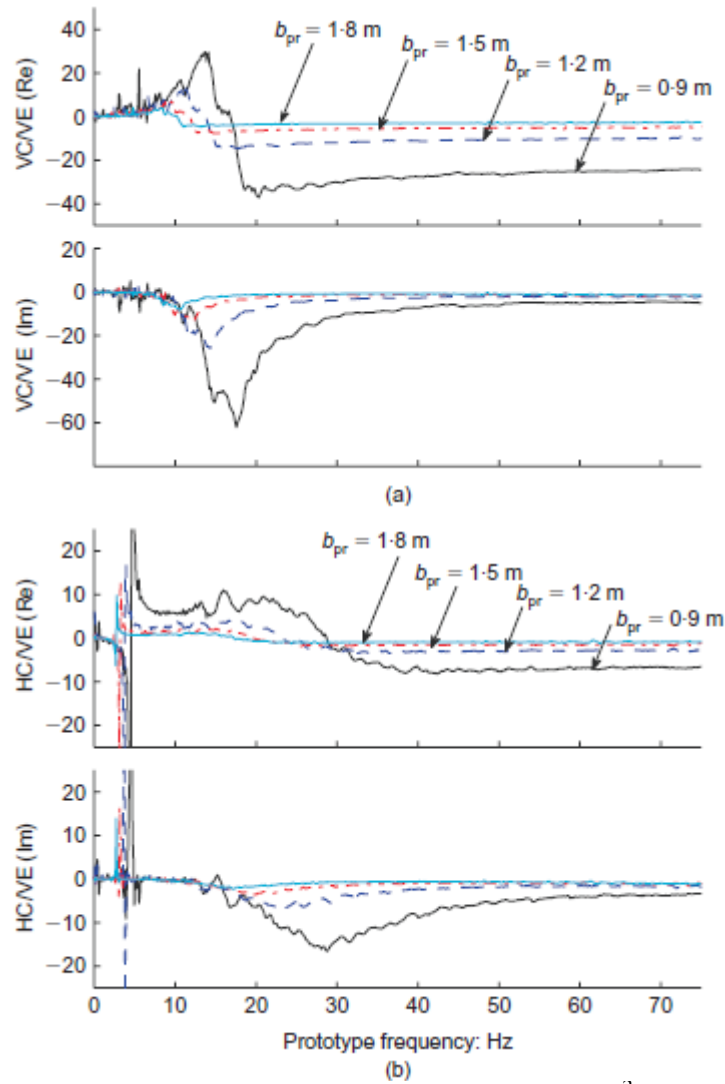 40
20
0
−20
−40
VC/VE (Re)
b_pr = 1·8 m
b_pr = 1·5 m
b_pr = 1·2 m
b_pr = 0·9 m
20
0
−20
−40
−60
VC/VE (Im)
(a)
20
10
0
−10
−20
HC/VE (Re)
b_pr = 1·8 m
b_pr = 1·5 m
b_pr = 1·2 m
b_pr = 0·9 m
20
10
0
−10
−20
HC/VE (Im)
0 10 20 30 40 50 60 70
Prototype frequency: Hz
(b)